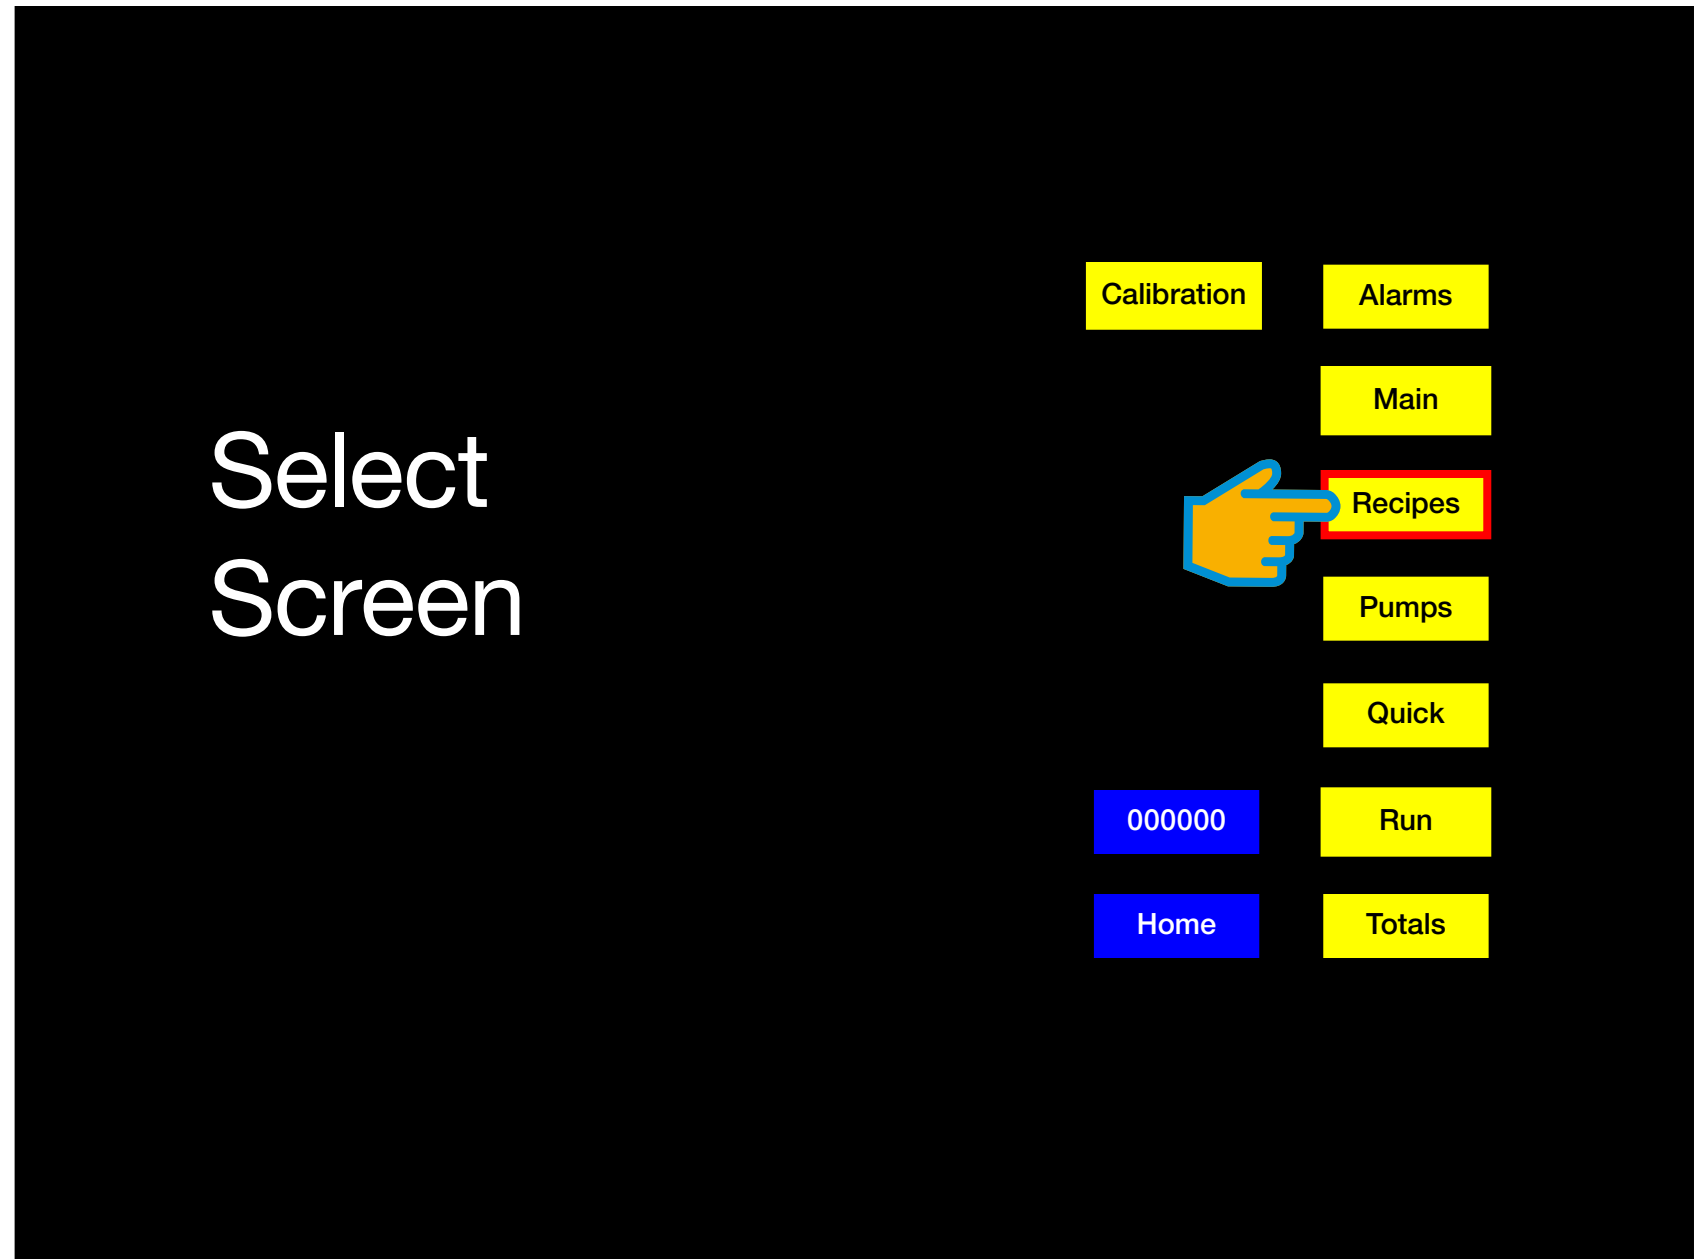 Select
Screen
Calibration
Alarms
Main
Recipes
Pumps
Quick
000000
Run
Home
Totals